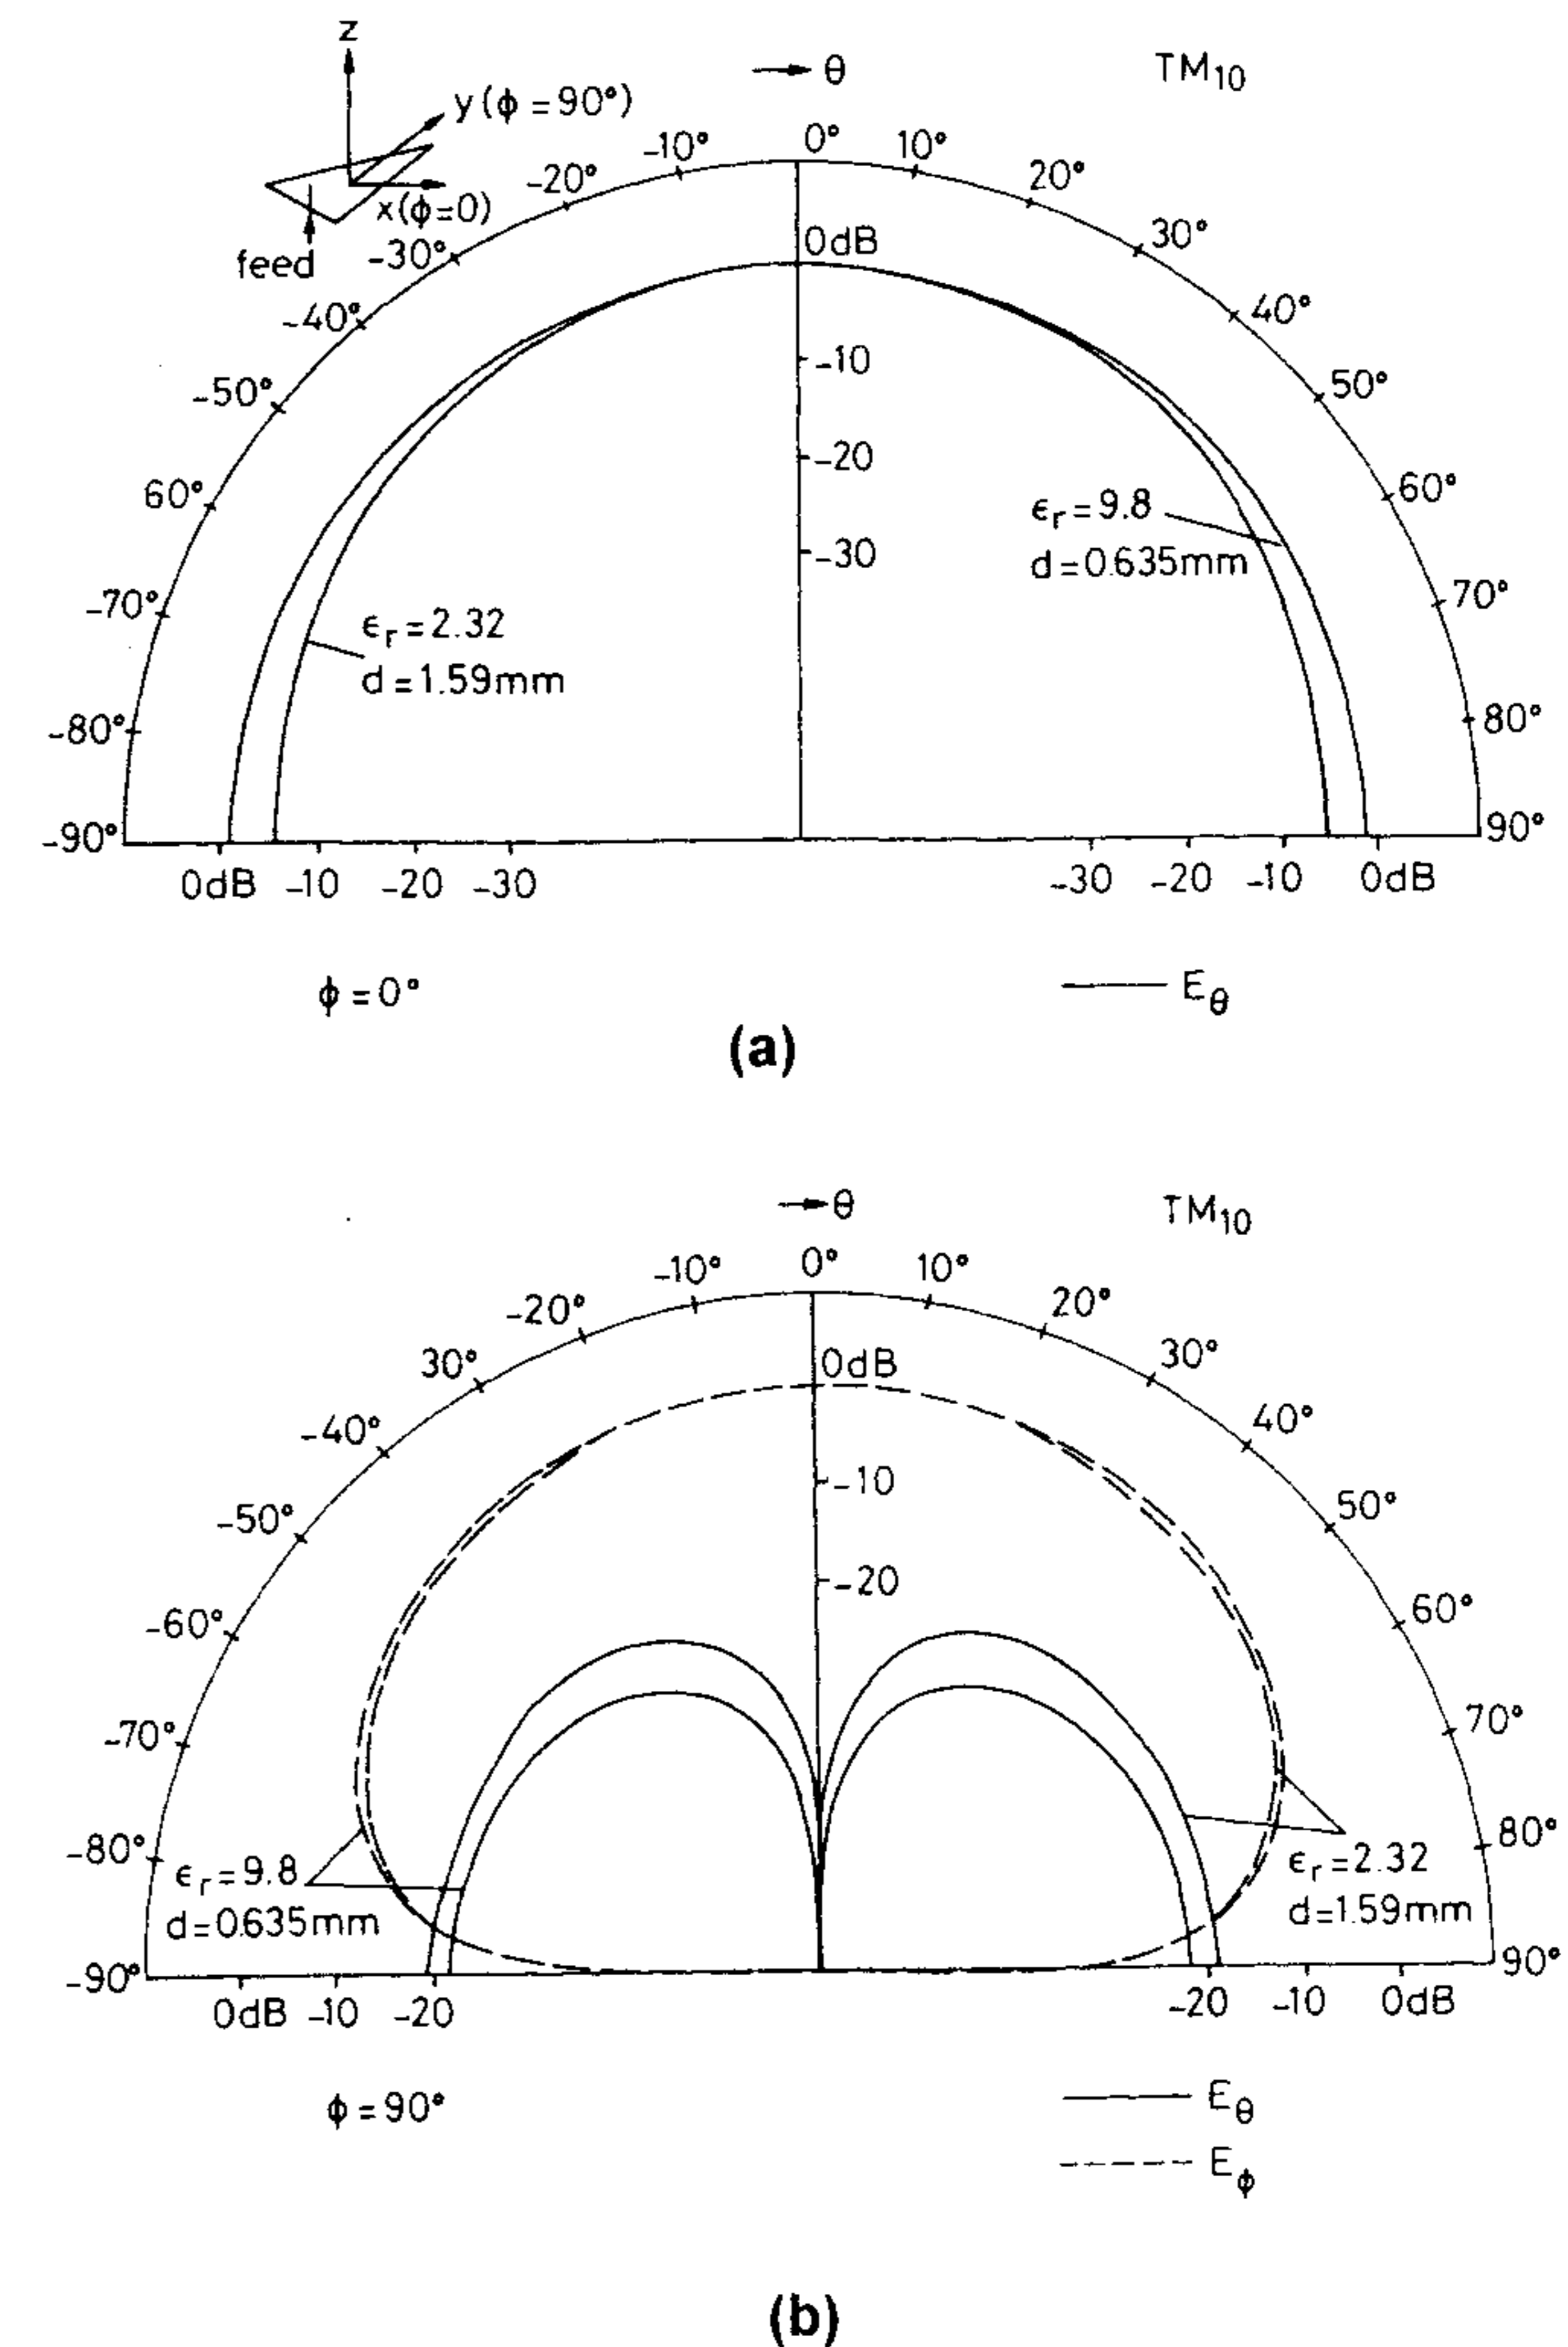 z
→ θ
TM10
y (ϕ = 90°)
x(ϕ=0)
feed
-10°
0°
10°
-20°
20°
-30°
30°
-40°
40°
-50°
50°
60°
60°
-70°
70°
-80°
80°
-90°
90°
0dB
-10
-20
-30
ϵr = 9.8
d = 0.635mm
ϵr = 2.32
d = 1.59mm
0dB -10 -20 -30
-30 -20 -10 0dB
ϕ = 0°
Eθ
(a)
→ θ
TM10
-10°
0°
10°
-20°
20°
30°
30°
-40°
40°
-50°
50°
-60°
60°
-70°
70°
-80°
80°
-90°
90°
0dB
-10
-20
ϵr = 9.8
d = 0.635mm
ϵr = 2.32
d = 1.59mm
0dB -10 -20
-20 -10 0dB
ϕ = 90°
Eθ
Eϕ
(b)